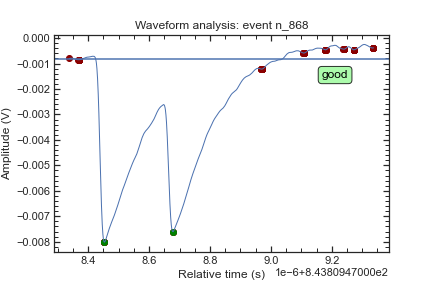 Waveform analysis: event n_868
0.000
−0.001
−0.002
−0.003
−0.004
−0.005
−0.006
−0.007
−0.008
Amplitude (V)
good
8.4 8.6 8.8 9.0 9.2
Relative time (s)
1e−6+8.4380947000e2